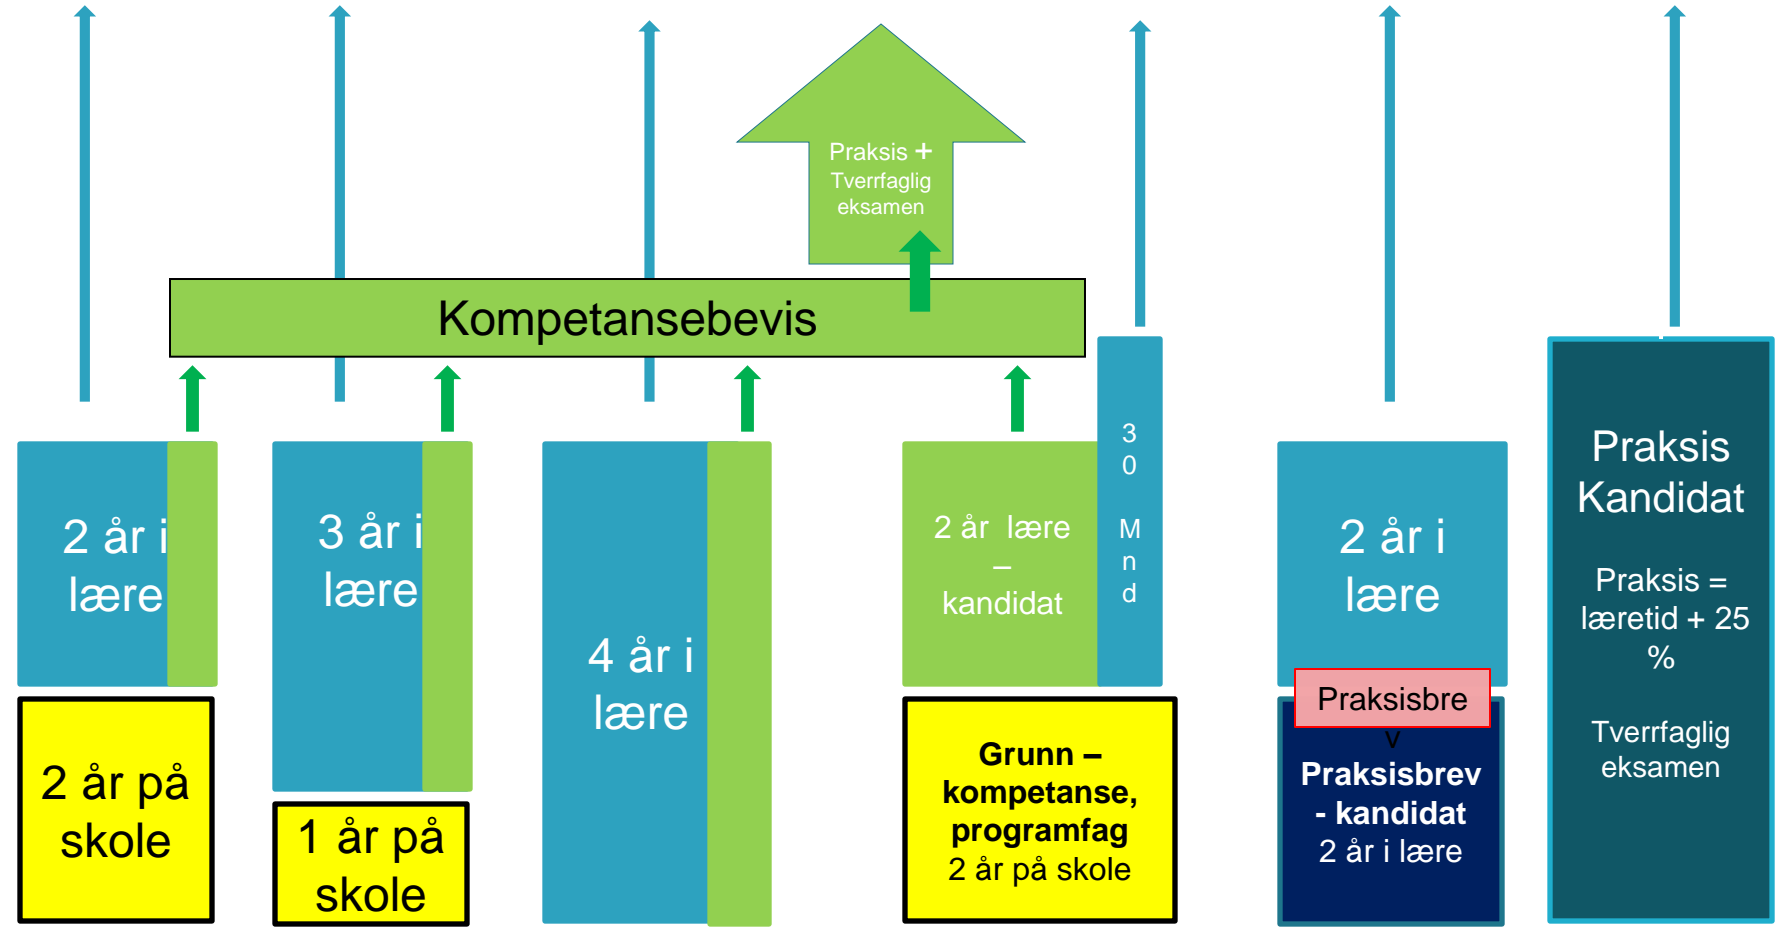 Praksis +
Tverrfaglig
eksamen
Kompetansebevis
2 år i
lære
2 år på
skole
3 år i
lære
1 år på
skole
4 år i
lære
2 år lære
–
kandidat
3
0
M
n
d
Grunn –
kompetanse,
programfag
2 år på skole
2 år i
lære
Praksisbre
v
Praksisbrev
- kandidat
2 år i lære
Praksis
Kandidat
Praksis =
læretid + 25
%
Tverrfaglig
eksamen